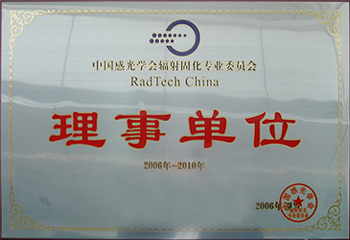 中国感光学会辐射固化专业委员会
RadTech China
理事单位
2006年-2010年
2006年